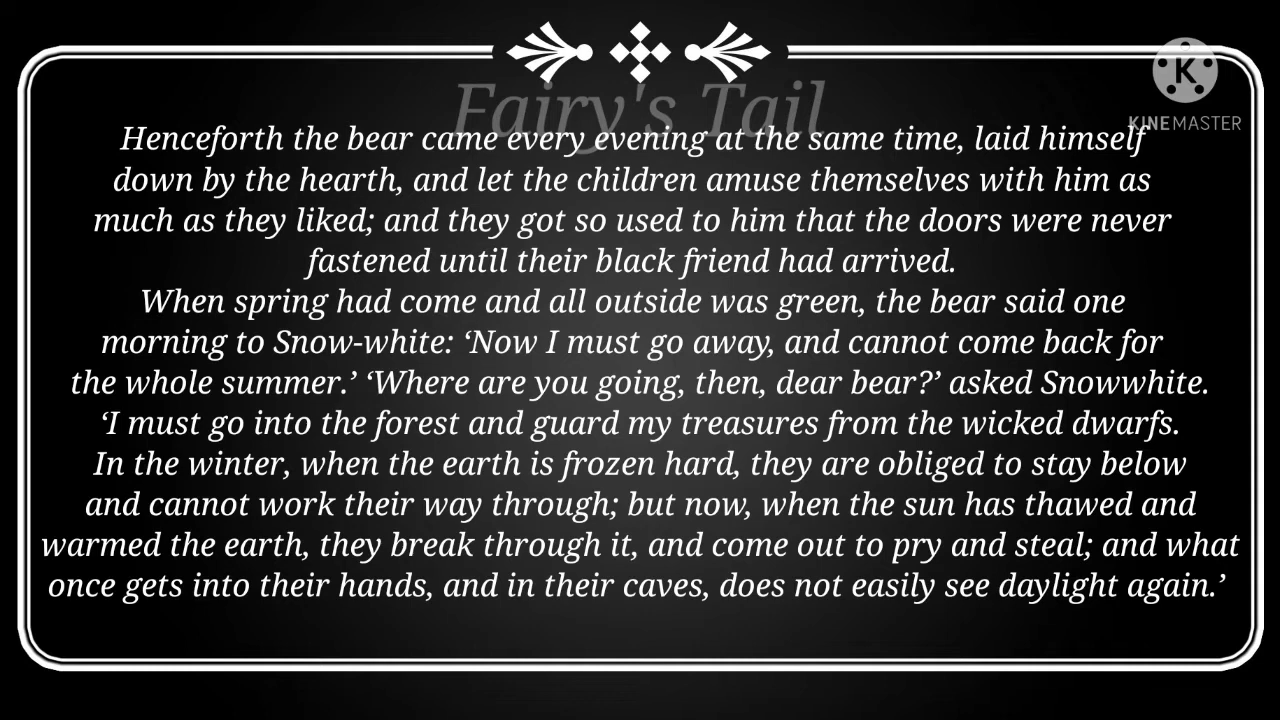 Fairy's Tail
KINEMASTER
Henceforth the bear came every evening at the same time, laid himself
down by the hearth, and let the children amuse themselves with him as
much as they liked; and they got so used to him that the doors were never
fastened until their black friend had arrived.
When spring had come and all outside was green, the bear said one
morning to Snow-white: ‘Now I must go away, and cannot come back for
the whole summer.’ ‘Where are you going, then, dear bear?’ asked Snowwhite.
‘I must go into the forest and guard my treasures from the wicked dwarfs.
In the winter, when the earth is frozen hard, they are obliged to stay below
and cannot work their way through; but now, when the sun has thawed and
warmed the earth, they break through it, and come out to pry and steal; and what
once gets into their hands, and in their caves, does not easily see daylight again.’